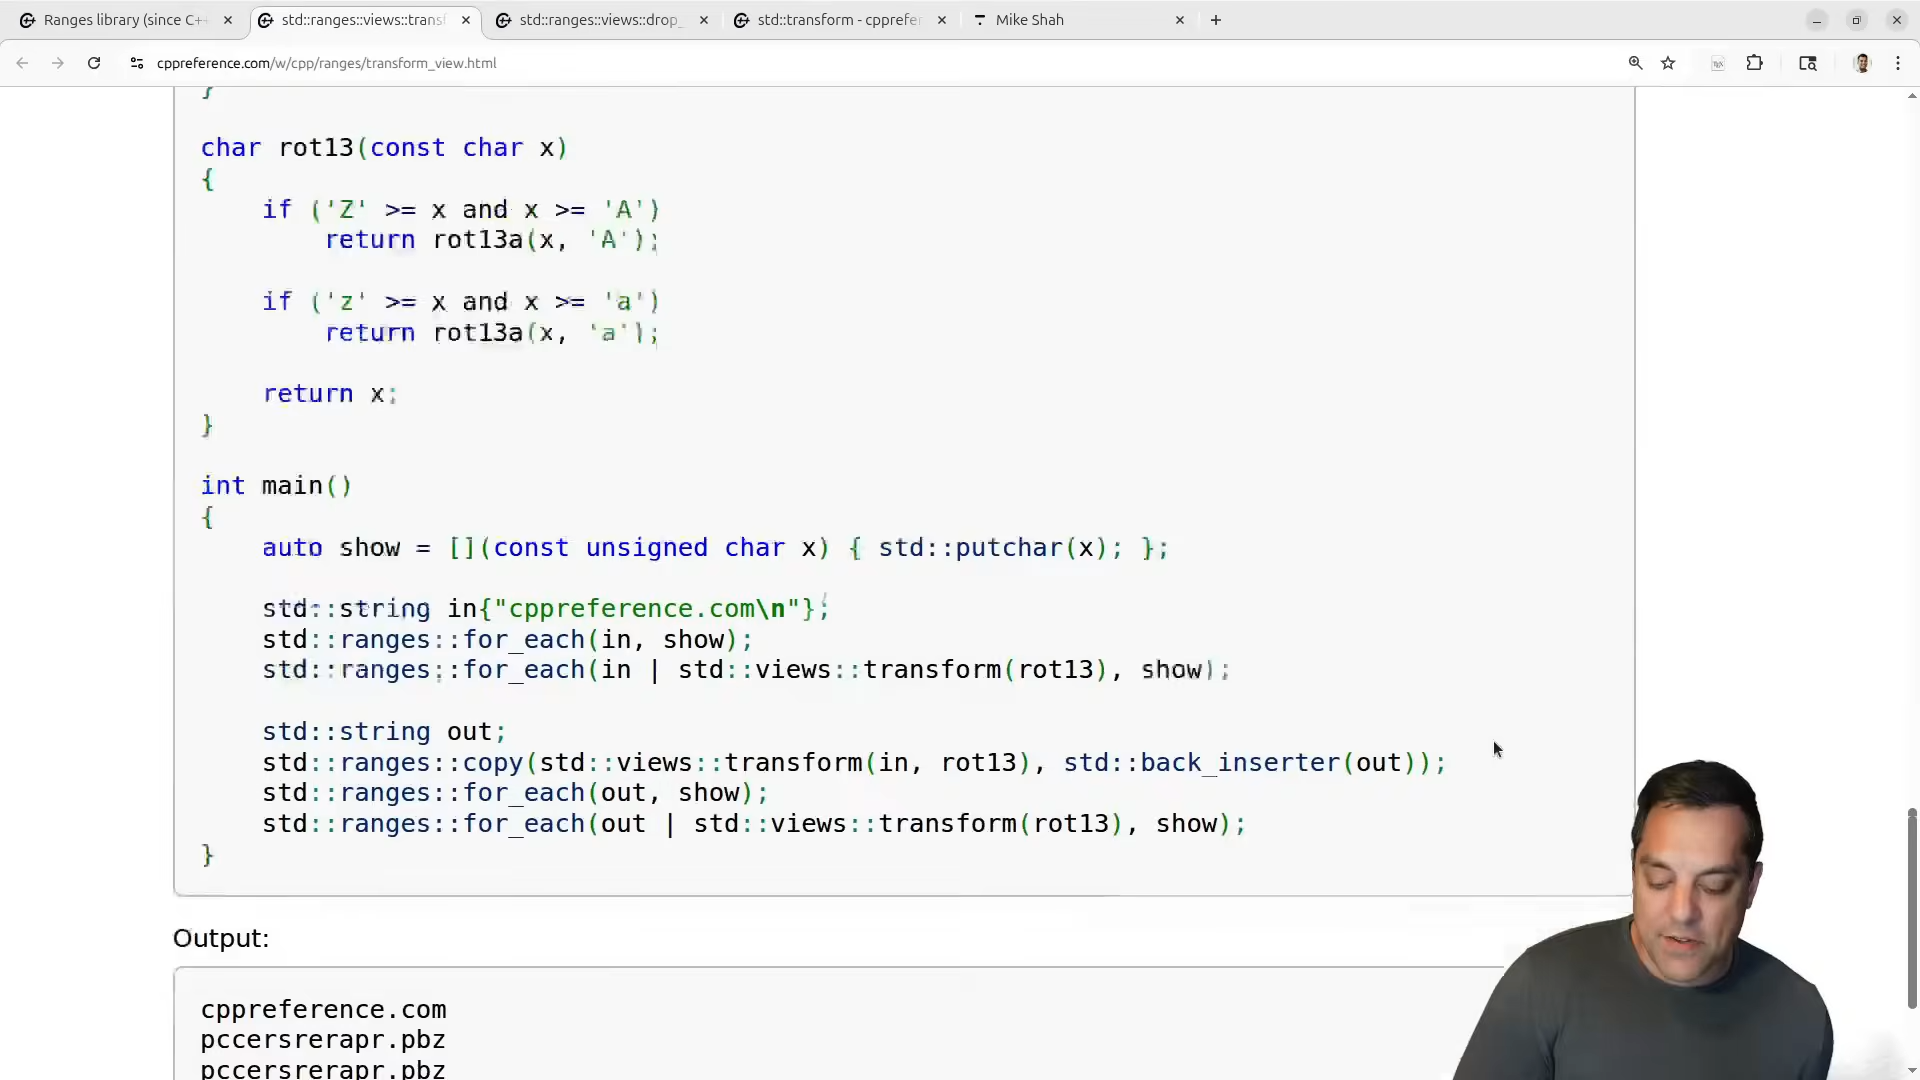 Ranges library (since C++
std::ranges::views::transf
std::ranges::views::drop_
std::transform - cpprefer
Mike Shah
cppreference.com/w/cpp/ranges/transform_view.html
}
char rot13(const char x)
{
    if ('Z' >= x and x >= 'A')
        return rot13a(x, 'A');
    if ('z' >= x and x >= 'a')
        return rot13a(x, 'a');
    return x;
}
int main()
{
    auto show = [](const unsigned char x) { std::putchar(x); };
    std::string in{"cppreference.com\n"};
    std::ranges::for_each(in, show);
    std::ranges::for_each(in | std::views::transform(rot13), show);
    std::string out;
    std::ranges::copy(std::views::transform(in, rot13), std::back_inserter(out));
    std::ranges::for_each(out, show);
    std::ranges::for_each(out | std::views::transform(rot13), show);
}
Output:
cppreference.com
pccersrerapr.pbz
pccersrerapr.pbz